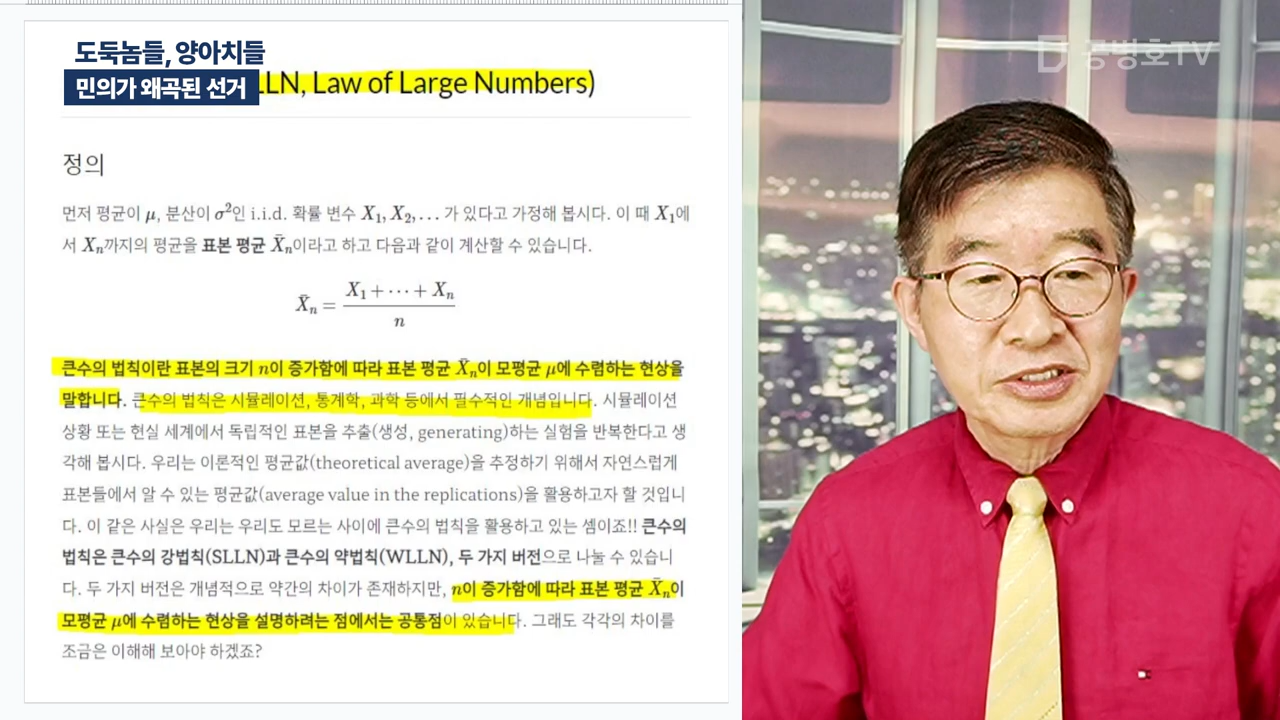 도둑놈들, 양아치들
민의가 왜곡된 선거
LLN, Law of Large Numbers)
공병호TV
정의
먼저 평균이 μ, 분산이 σ²인 i.i.d. 확률 변수 X₁, X₂, … 가 있다고 가정해 봅시다. 이 때 X₁에
서 Xₙ까지의 평균을 표본 평균 X̄ₙ이라고 하고 다음과 같이 계산할 수 있습니다.
X̄ₙ = (X₁ + ⋯ + Xₙ) / n
큰수의 법칙이란 표본의 크기 n이 증가함에 따라 표본 평균 X̄ₙ이 모평균 μ에 수렴하는 현상을
말합니다. 큰수의 법칙은 시뮬레이션, 통계학, 과학 등에서 필수적인 개념입니다. 시뮬레이션
상황 또는 현실 세계에서 독립적인 표본을 추출(생성, generating)하는 실험을 반복한다고 생
각해 봅시다. 우리는 이론적인 평균값(theoretical average)을 추정하기 위해서 자연스럽게
표본들에서 알 수 있는 평균값(average value in the replications)을 활용하고자 할 것입니
다. 이 같은 사실은 우리는 우리도 모르는 사이에 큰수의 법칙을 활용하고 있는 셈이죠!! 큰수의
법칙은 큰수의 강법칙(SLLN)과 큰수의 약법칙(WLLN), 두 가지 버전으로 나눌 수 있습니
다. 두 가지 버전은 개념적으로 약간의 차이가 존재하지만, n이 증가함에 따라 표본 평균 X̄ₙ이
모평균 μ에 수렴하는 현상을 설명하려는 점에서는 공통점이 있습니다. 그래도 각각의 차이를
조금은 이해해 보아야 하겠죠?